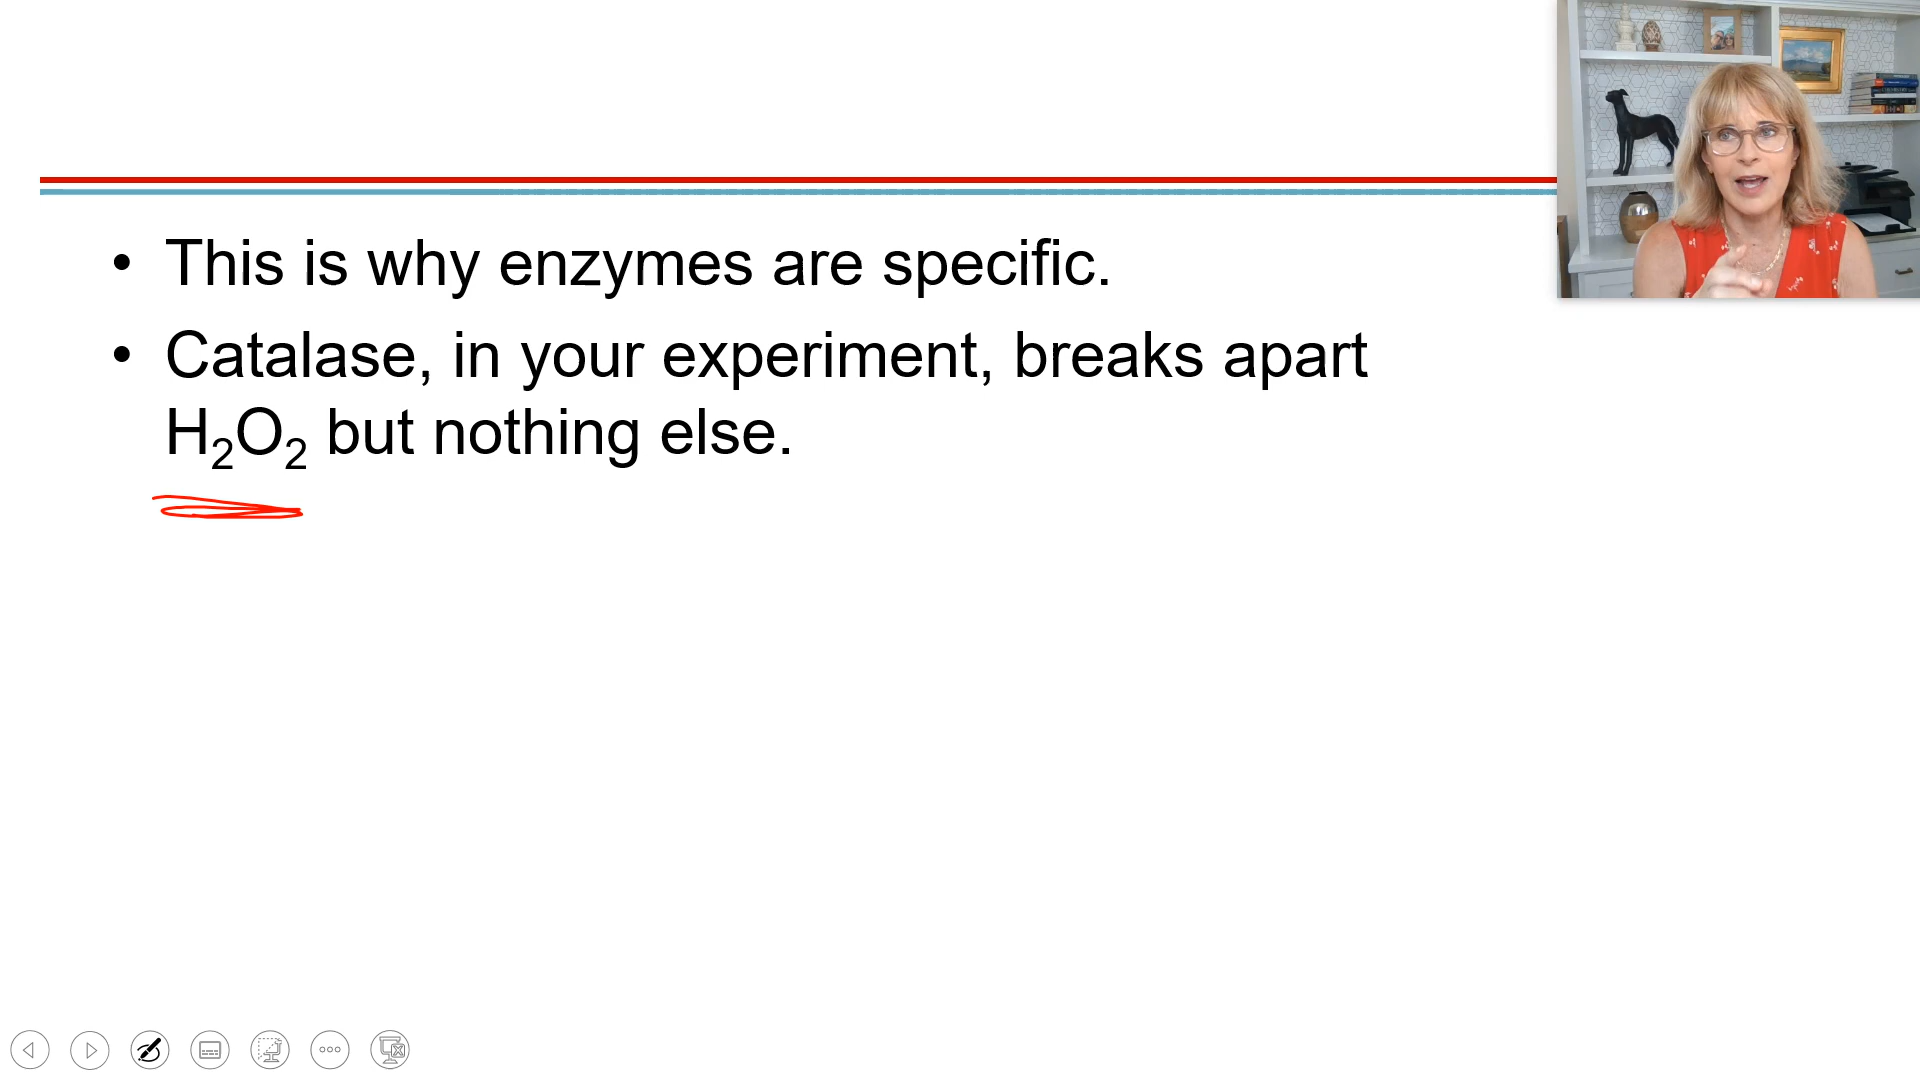 • This is why enzymes are specific.
• Catalase, in your experiment, breaks apart
H₂O₂ but nothing else.